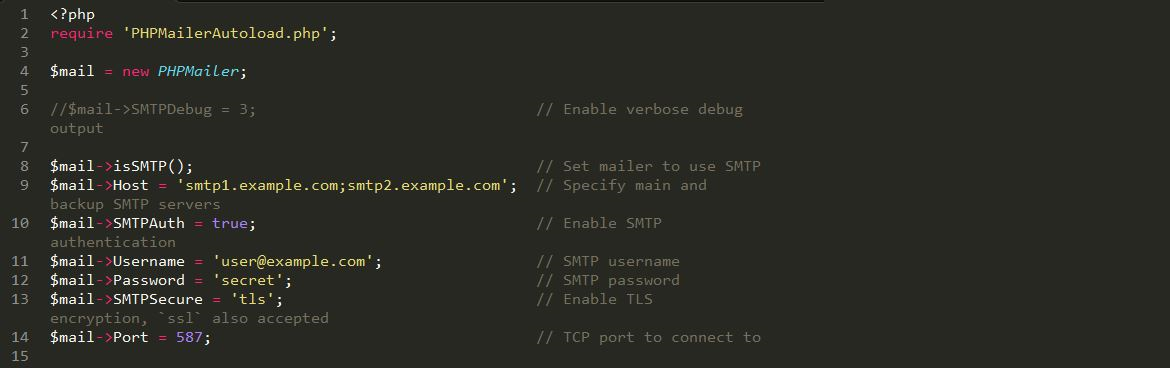 1 <?php
2 require 'PHPMailerAutoload.php';
3
4 $mail = new PHPMailer;
5
6 //$mail->SMTPDebug = 3; // Enable verbose debug
output
7
8 $mail->isSMTP(); // Set mailer to use SMTP
9 $mail->Host = 'smtp1.example.com;smtp2.example.com'; // Specify main and
backup SMTP servers
10 $mail->SMTPAuth = true; // Enable SMTP
authentication
11 $mail->Username = 'user@example.com'; // SMTP username
12 $mail->Password = 'secret'; // SMTP password
13 $mail->SMTPSecure = 'tls'; // Enable TLS
encryption, `ssl` also accepted
14 $mail->Port = 587; // TCP port to connect to
15